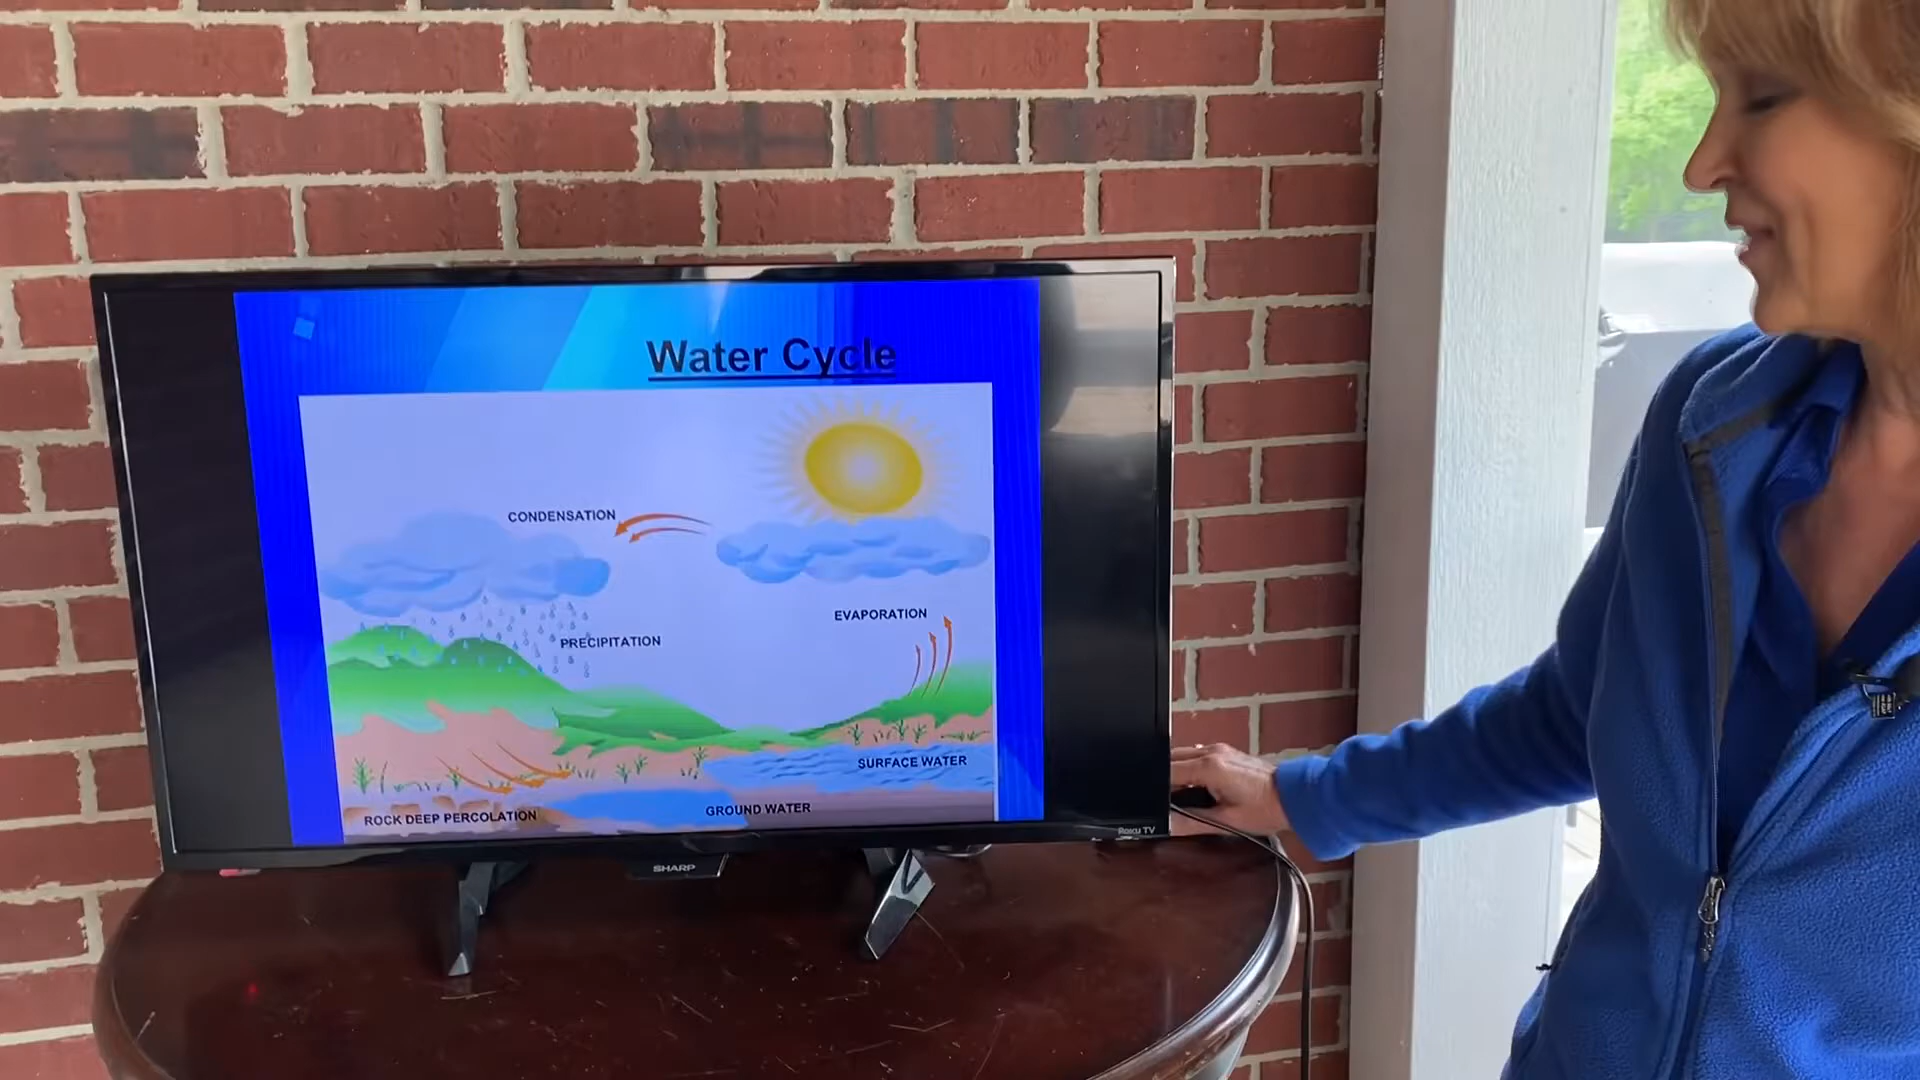 Water Cycle
CONDENSATION
EVAPORATION
PRECIPITATION
SURFACE WATER
GROUND WATER
ROCK DEEP PERCOLATION
Roku TV
SHARP